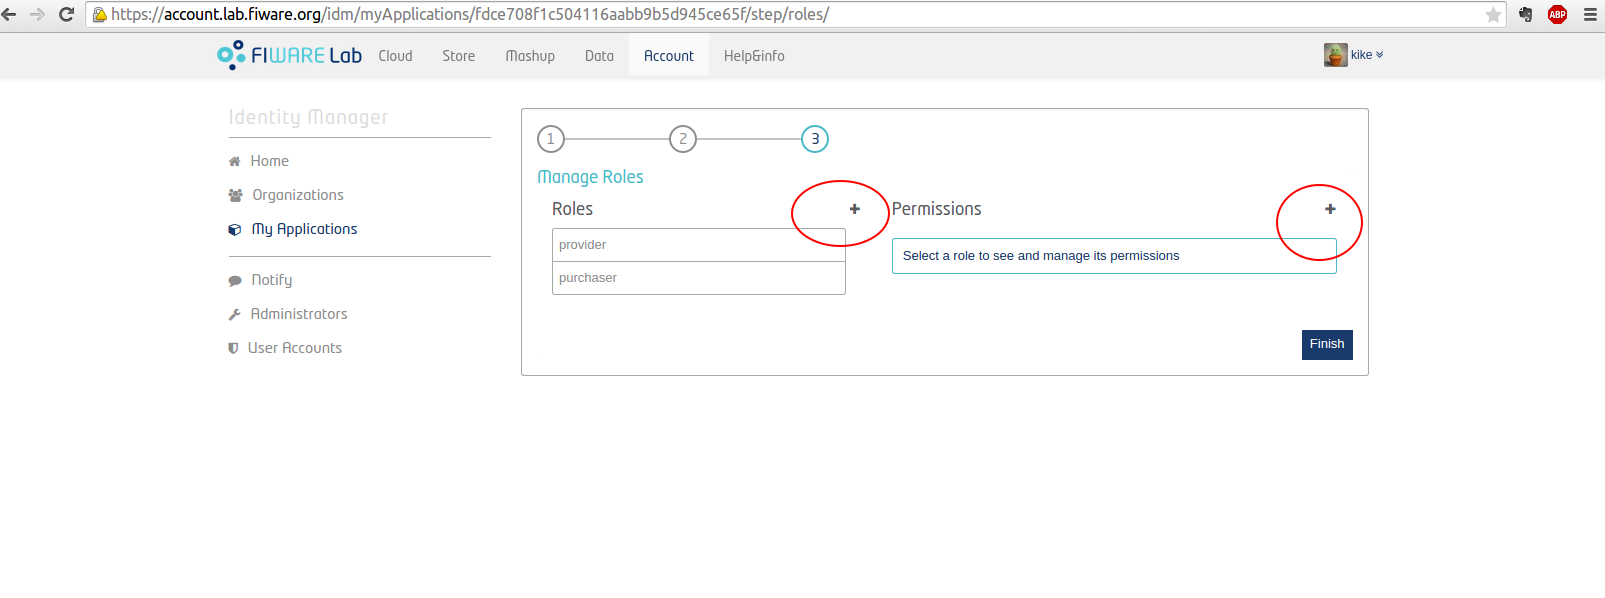 https://account.lab.fiware.org/idm/myApplications/fdce708f1c504116aabb9b5d945ce65f/step/roles/
ABP
FIWARE Lab Cloud Store Mashup Data Account Help&info kike
Identity Manager
Home
Organizations
My Applications
Notify
Administrators
User Accounts
1 2 3
Manage Roles
Roles + Permissions +
provider
purchaser
Select a role to see and manage its permissions
Finish